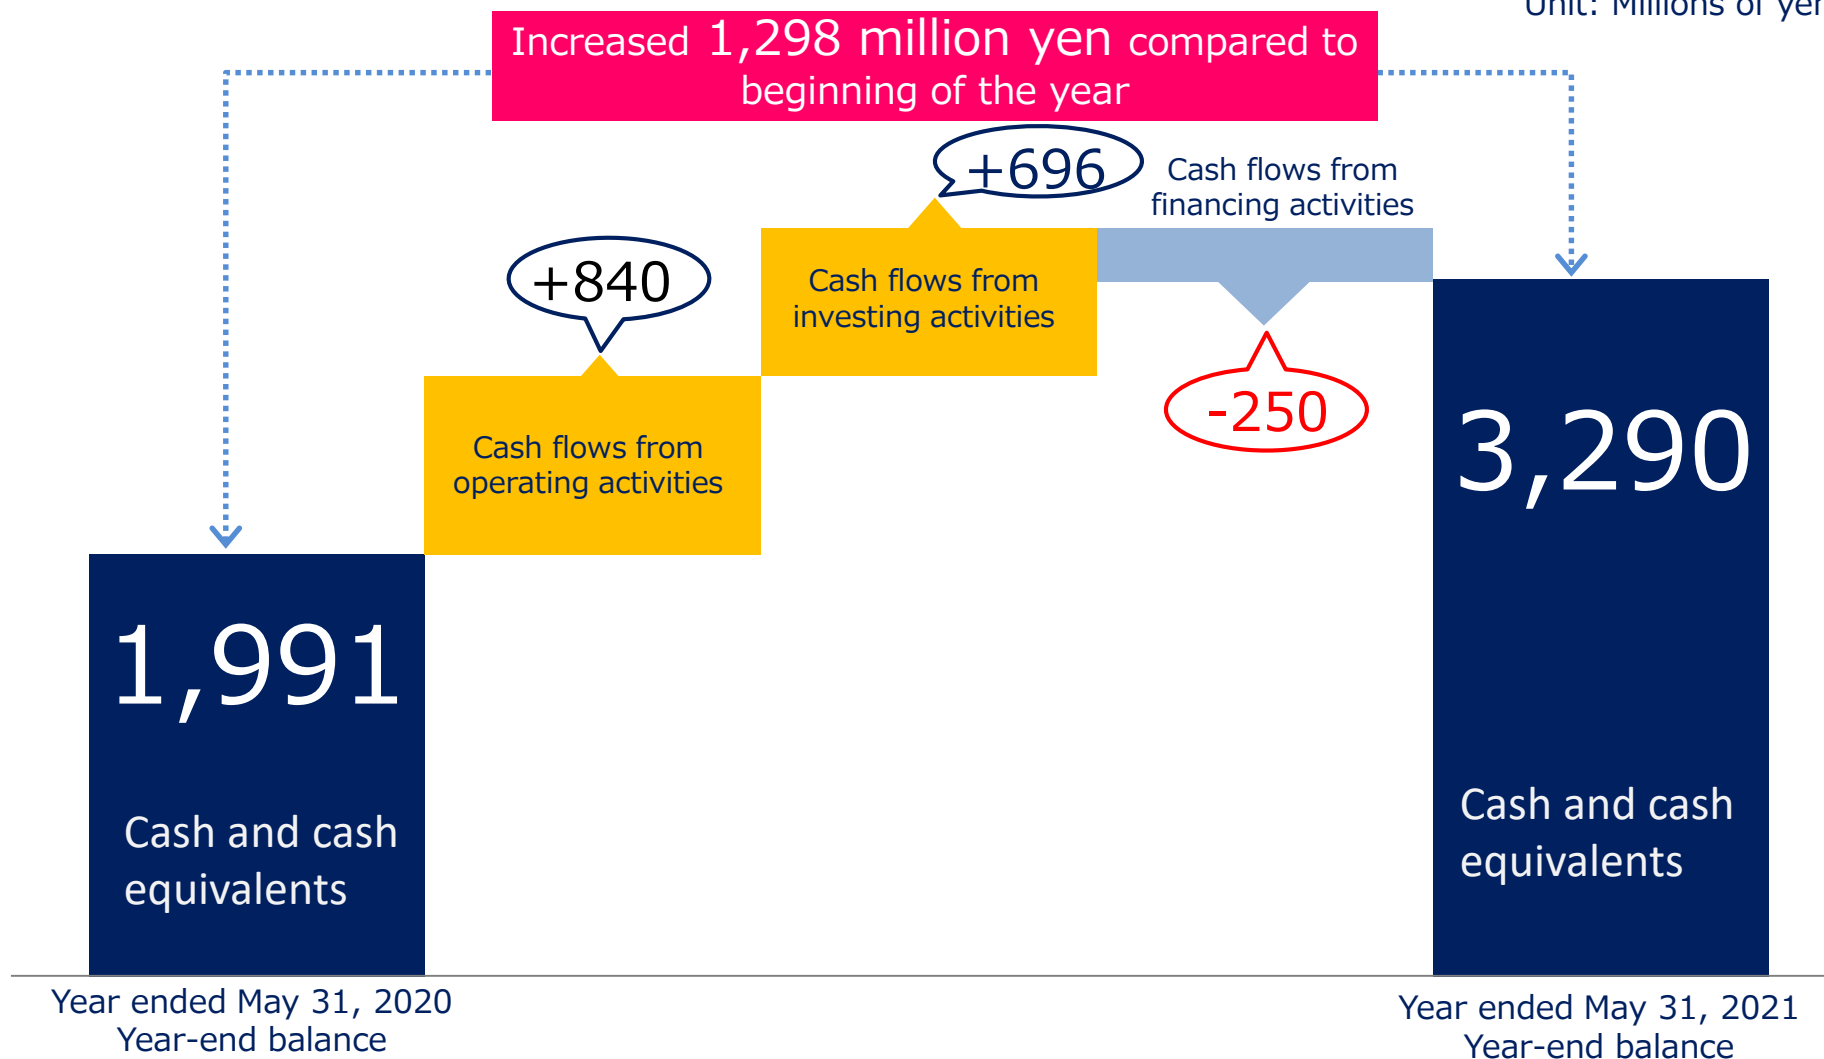 Unit: Millions of yen
Increased 1,298 million yen compared to
beginning of the year
+696
Cash flows from
financing activities
+840
Cash flows from
investing activities
-250
Cash flows from
operating activities
3,290
1,991
Cash and cash
equivalents
Cash and cash
equivalents
Year ended May 31, 2020
Year-end balance
Year ended May 31, 2021
Year-end balance